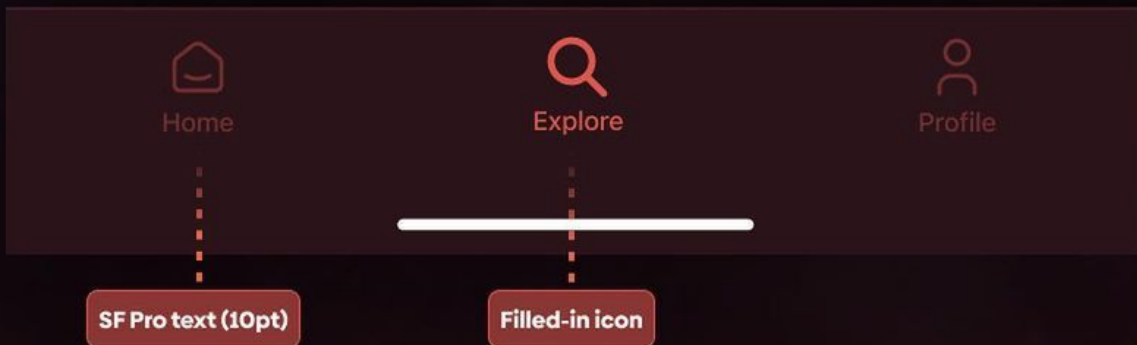 Home
Explore
Profile
SF Pro text (10pt)
Filled-in icon